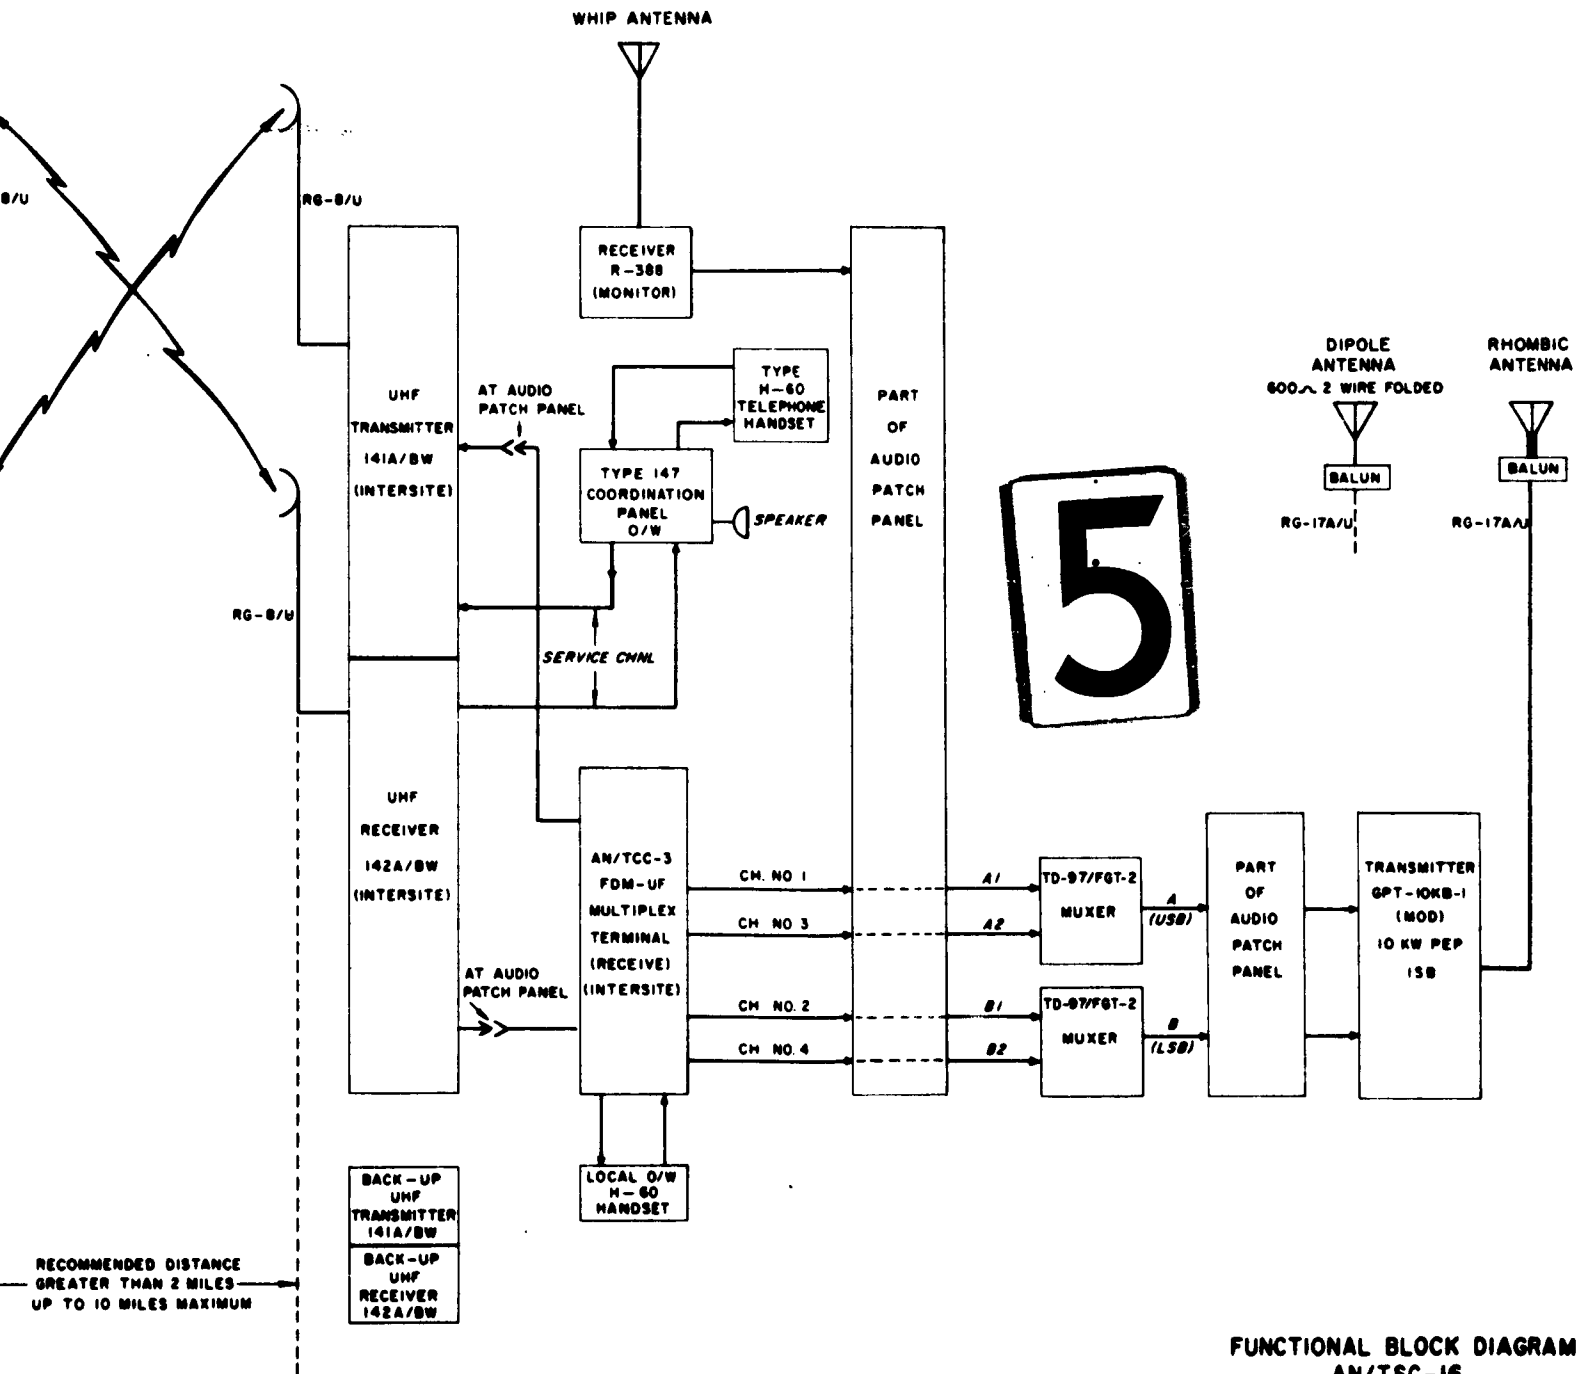 WHIP ANTENNA
B/U
RG-8/U
RECEIVER
R-388
(MONITOR)
UHF
TRANSMITTER
141A/BW
(INTERSITE)
AT AUDIO
PATCH PANEL
TYPE
H-60
TELEPHONE
HANDSET
TYPE 147
COORDINATION
PANEL
O/W
SPEAKER
PART
OF
AUDIO
PATCH
PANEL
5
DIPOLE
ANTENNA
600Ω 2 WIRE FOLDED
BALUN
RG-17A/U
RHOMBIC
ANTENNA
BALUN
RG-17A/U
RG-8/U
SERVICE CHNL
UHF
RECEIVER
142A/BW
(INTERSITE)
AT AUDIO
PATCH PANEL
AN/TCC-3
FDM-UF
MULTIPLEX
TERMINAL
(RECEIVE)
(INTERSITE)
CH. NO 1
CH NO 3
CH NO. 2
CH NO. 4
A1
A2
B1
B2
TD-97/FGT-2
MUXER
TD-97/FGT-2
MUXER
A
(USB)
B
(LSB)
PART
OF
AUDIO
PATCH
PANEL
TRANSMITTER
GPT-10KB-1
(MOD)
10 KW PEP
ISB
LOCAL O/W
H-60
HANDSET
BACK-UP
UHF
TRANSMITTER
141A/BW
BACK-UP
UHF
RECEIVER
142A/BW
RECOMMENDED DISTANCE
GREATER THAN 2 MILES
UP TO 10 MILES MAXIMUM
FUNCTIONAL BLOCK DIAGRAM
AN/TSC-16